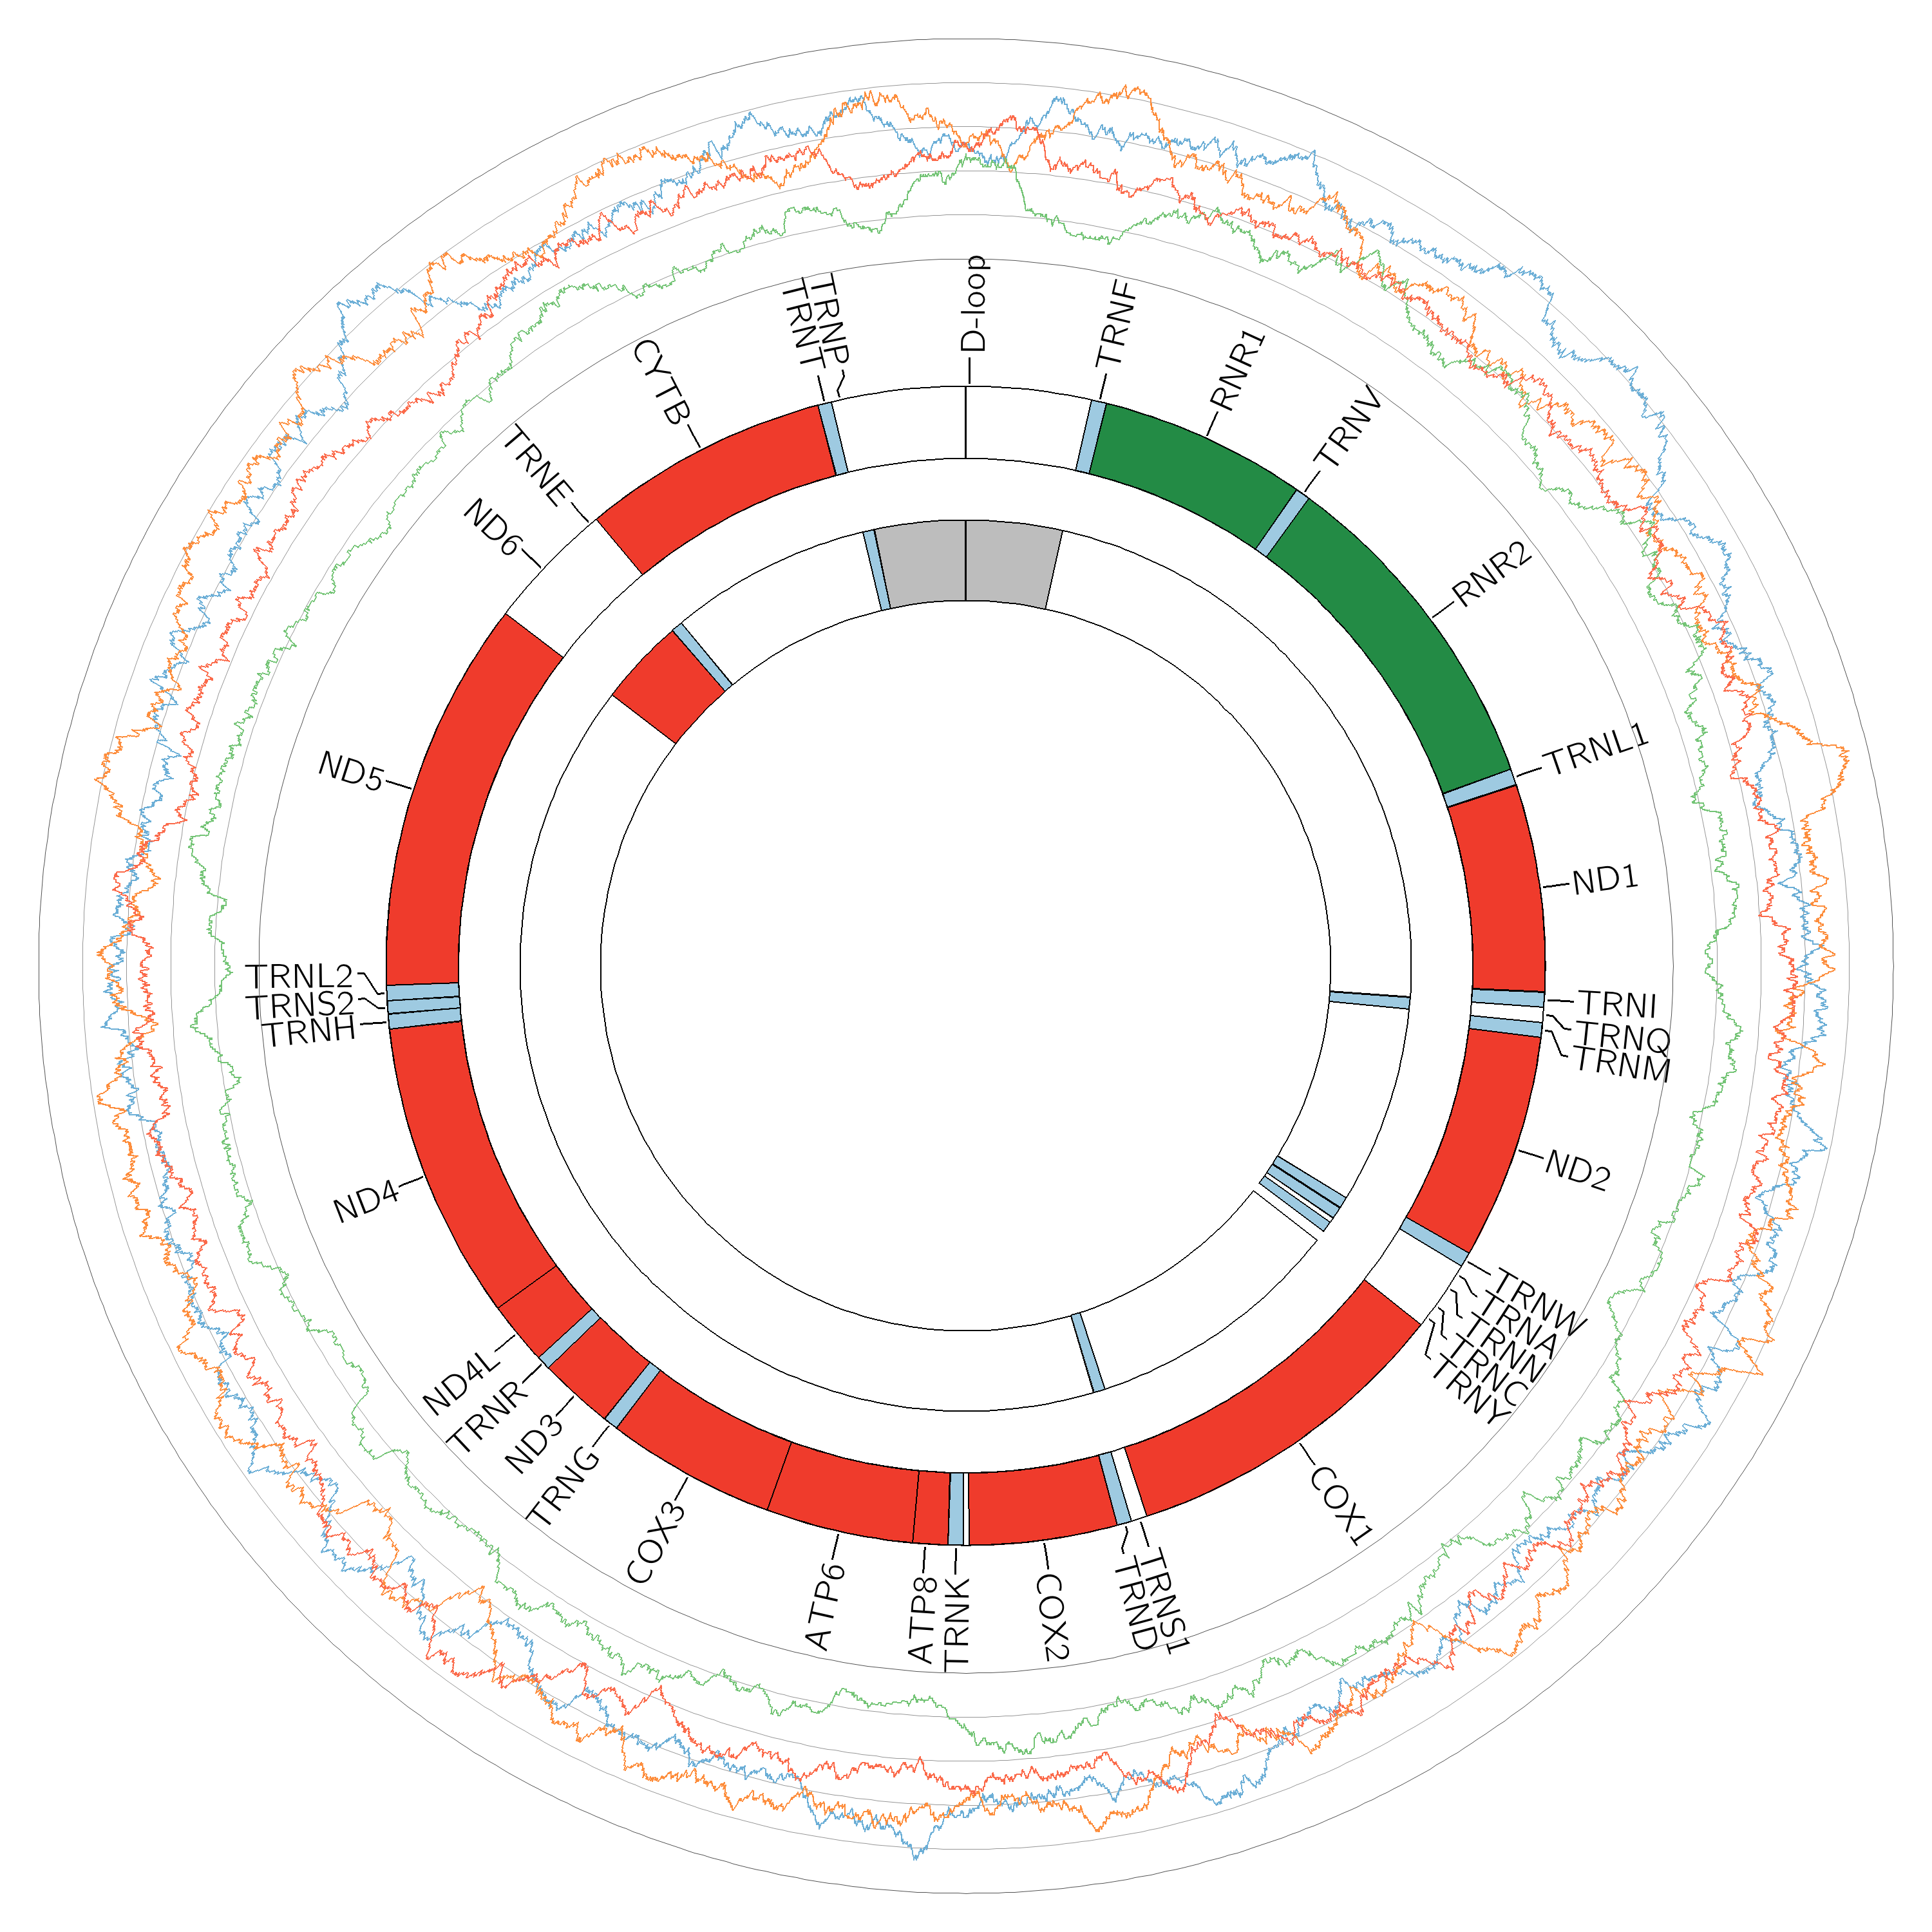 D-loop
TRNF
RNR1
TRNV
RNR2
TRNL1
ND1
TRNI
TRNQ
TRNM
ND2
TRNW
TRNA
TRNN
TRNC
TRNY
COX1
TRNS1
TRND
COX2
TRNK
ATP8
ATP6
COX3
TRNG
ND3
TRNR
ND4L
ND4
TRNH
TRNS2
TRNL2
ND5
ND6
TRNE
CYTB
TRNT
TRNP